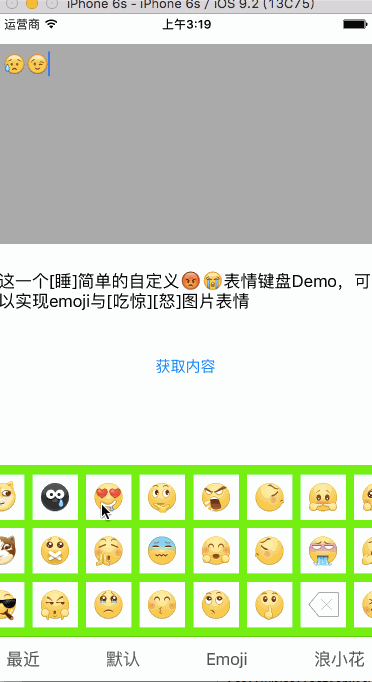 iPhone 6s - iPhone 6s / iOS 9.2 (13C75)
运营商 上午3:19
这一个[睡]简单的自定义😡😭表情键盘Demo，可
以实现emoji与[吃惊][怒]图片表情
获取内容
最近 默认 Emoji 浪小花